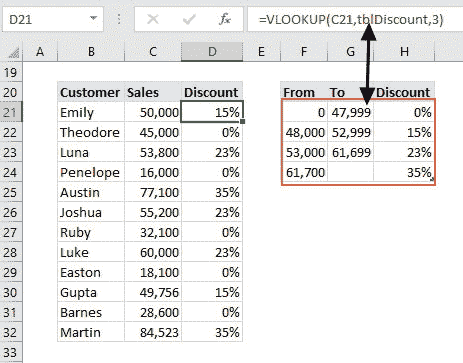 D21 fx =VLOOKUP(C21,tblDiscount,3)
A B C D E F G H
19
20 Customer Sales Discount From To Discount
21 Emily 50,000 15% 0 47,999 0%
22 Theodore 45,000 0% 48,000 52,999 15%
23 Luna 53,800 23% 53,000 61,699 23%
24 Penelope 16,000 0% 61,700 35%
25 Austin 77,100 35%
26 Joshua 55,200 23%
27 Ruby 32,100 0%
28 Luke 60,000 23%
29 Easton 18,100 0%
30 Gupta 49,756 15%
31 Barnes 28,600 0%
32 Martin 84,523 35%
33